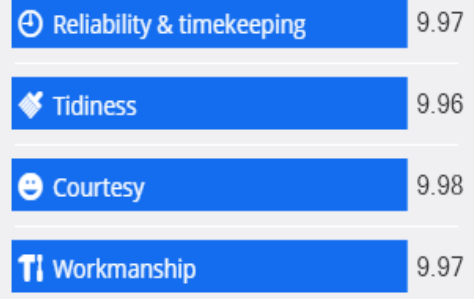 Reliability & timekeeping 9.97
Tidiness 9.96
Courtesy 9.98
Workmanship 9.97